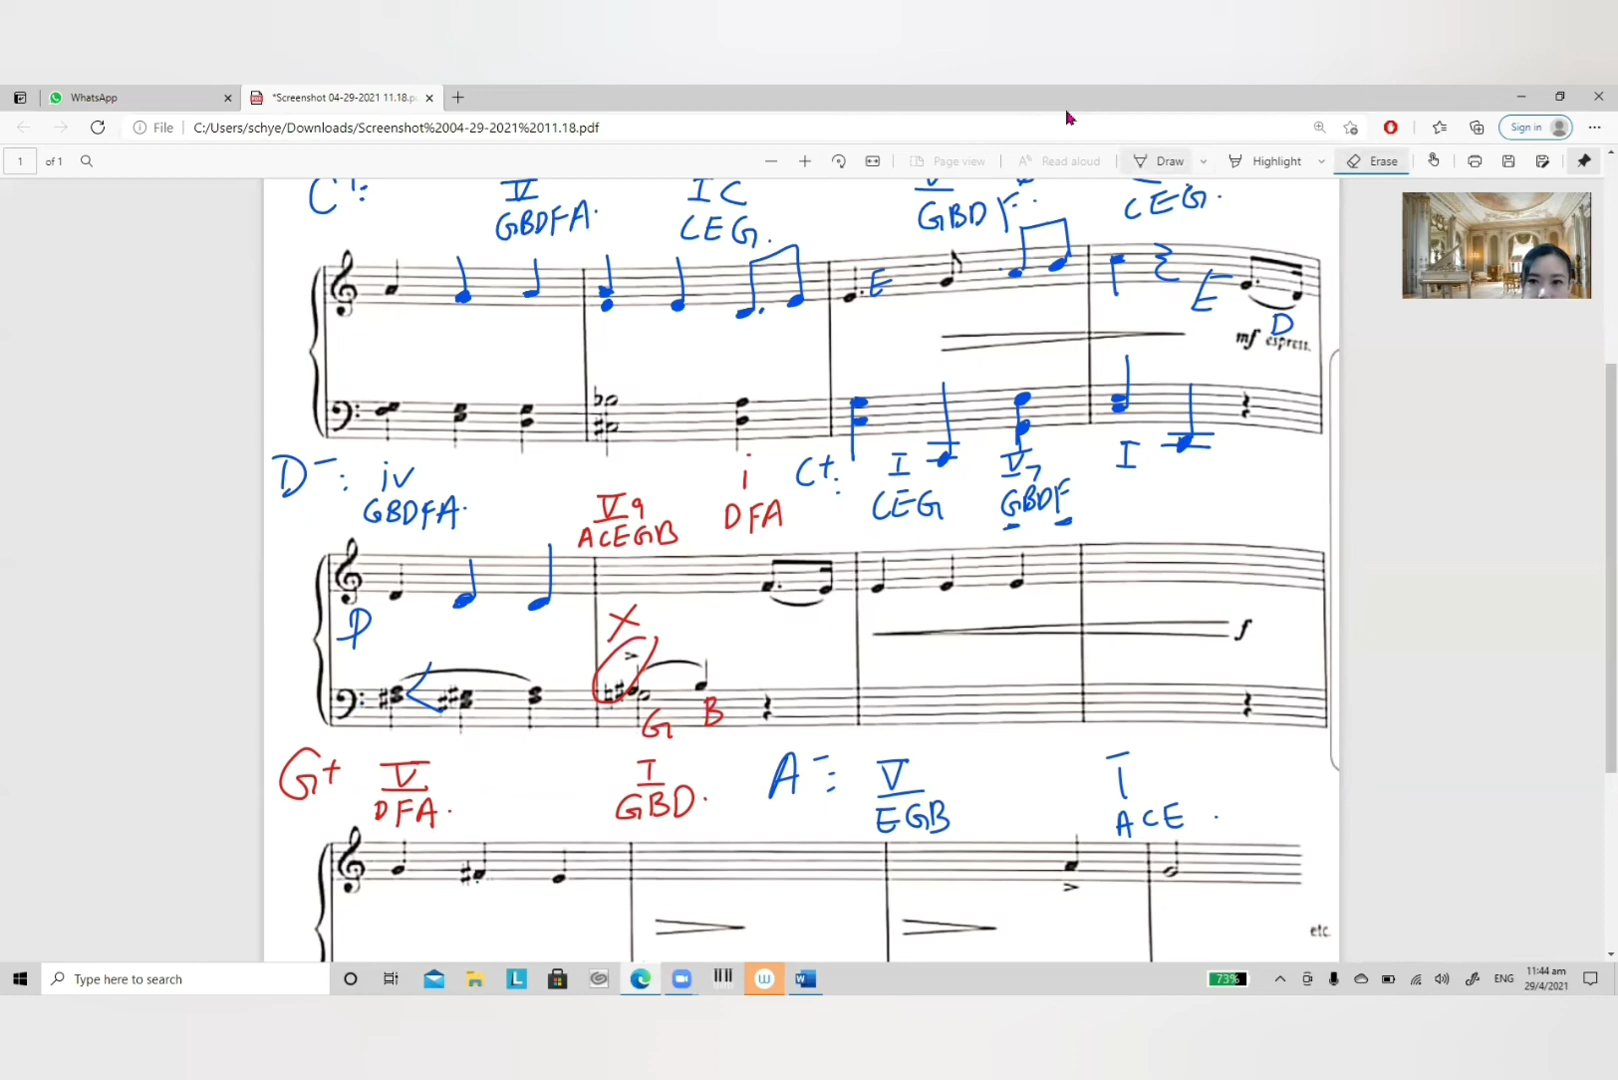 WhatsApp
*Screenshot 04-29-2021 11.18.p
File C:/Users/schye/Downloads/Screenshot%2004-29-2021%2011.18.pdf
Sign in
1 of 1
Page view
Read aloud
Draw
Highlight
Erase
C+: V I C
GBDFA. CEG. GBDF CEG.
E E D
mf espress.
D-: iv V9 i C+: I V7 I
GBDFA. ACEGB DFA CEG GBDF
P X G B f
G+ V I A-: V I
DFA. GBD. EGB ACE.
etc.
Type here to search
73%
ENG
11:44 am
29/4/2021